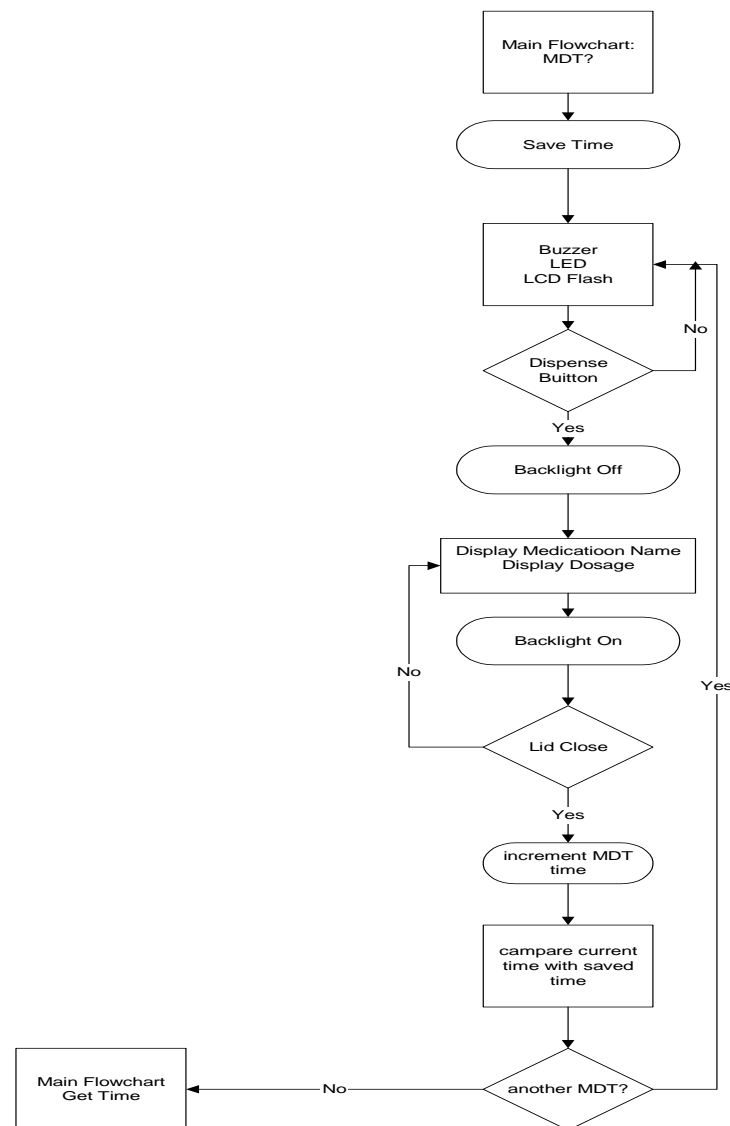 Main Flowchart:
MDT?
Save Time
Buzzer
LED
LCD Flash
No
Dispense
Buitton
Yes
Backlight Off
Display Medicatioon Name
Display Dosage
Backlight On
No
Yes
Lid Close
Yes
increment MDT
time
campare current
time with saved
time
Main Flowchart
Get Time
No
another MDT?